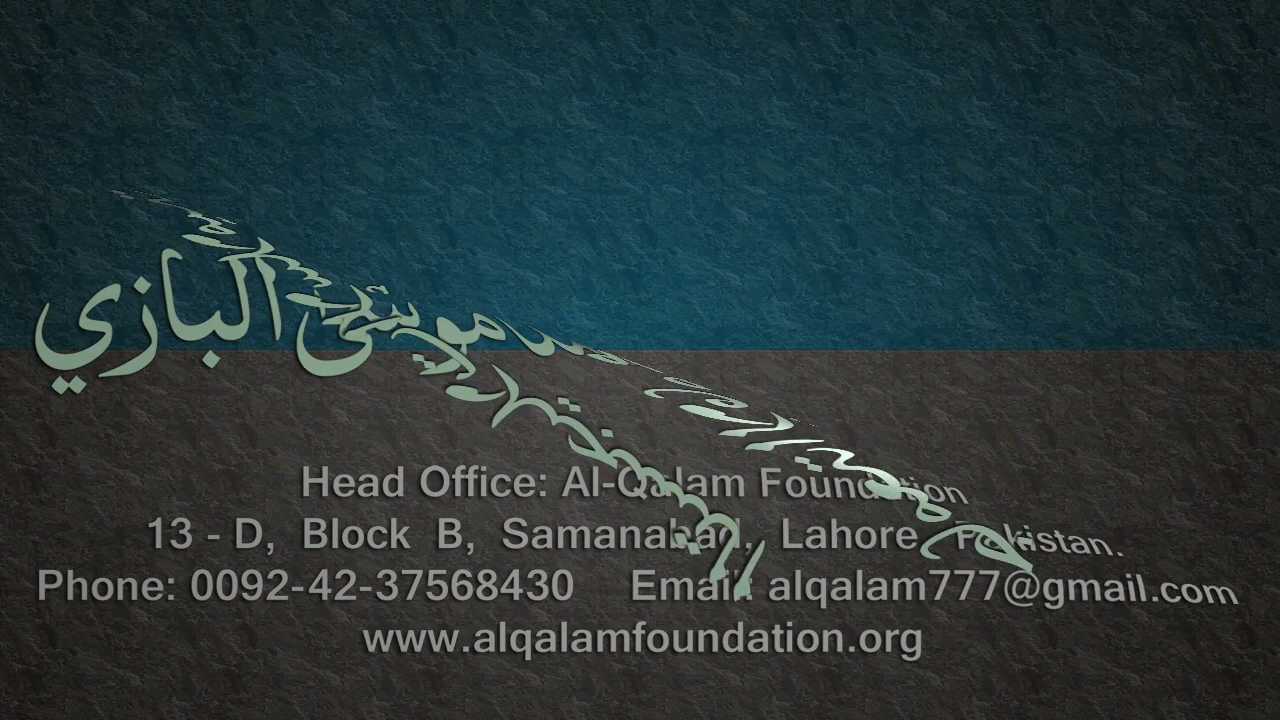 موسى البازي
Head Office: Al-Qalam Foundation
13 - D, Block B, Samanabad, Lahore, Pakistan.
Phone: 0092-42-37568430 Email: alqalam777@gmail.com
www.alqalamfoundation.org